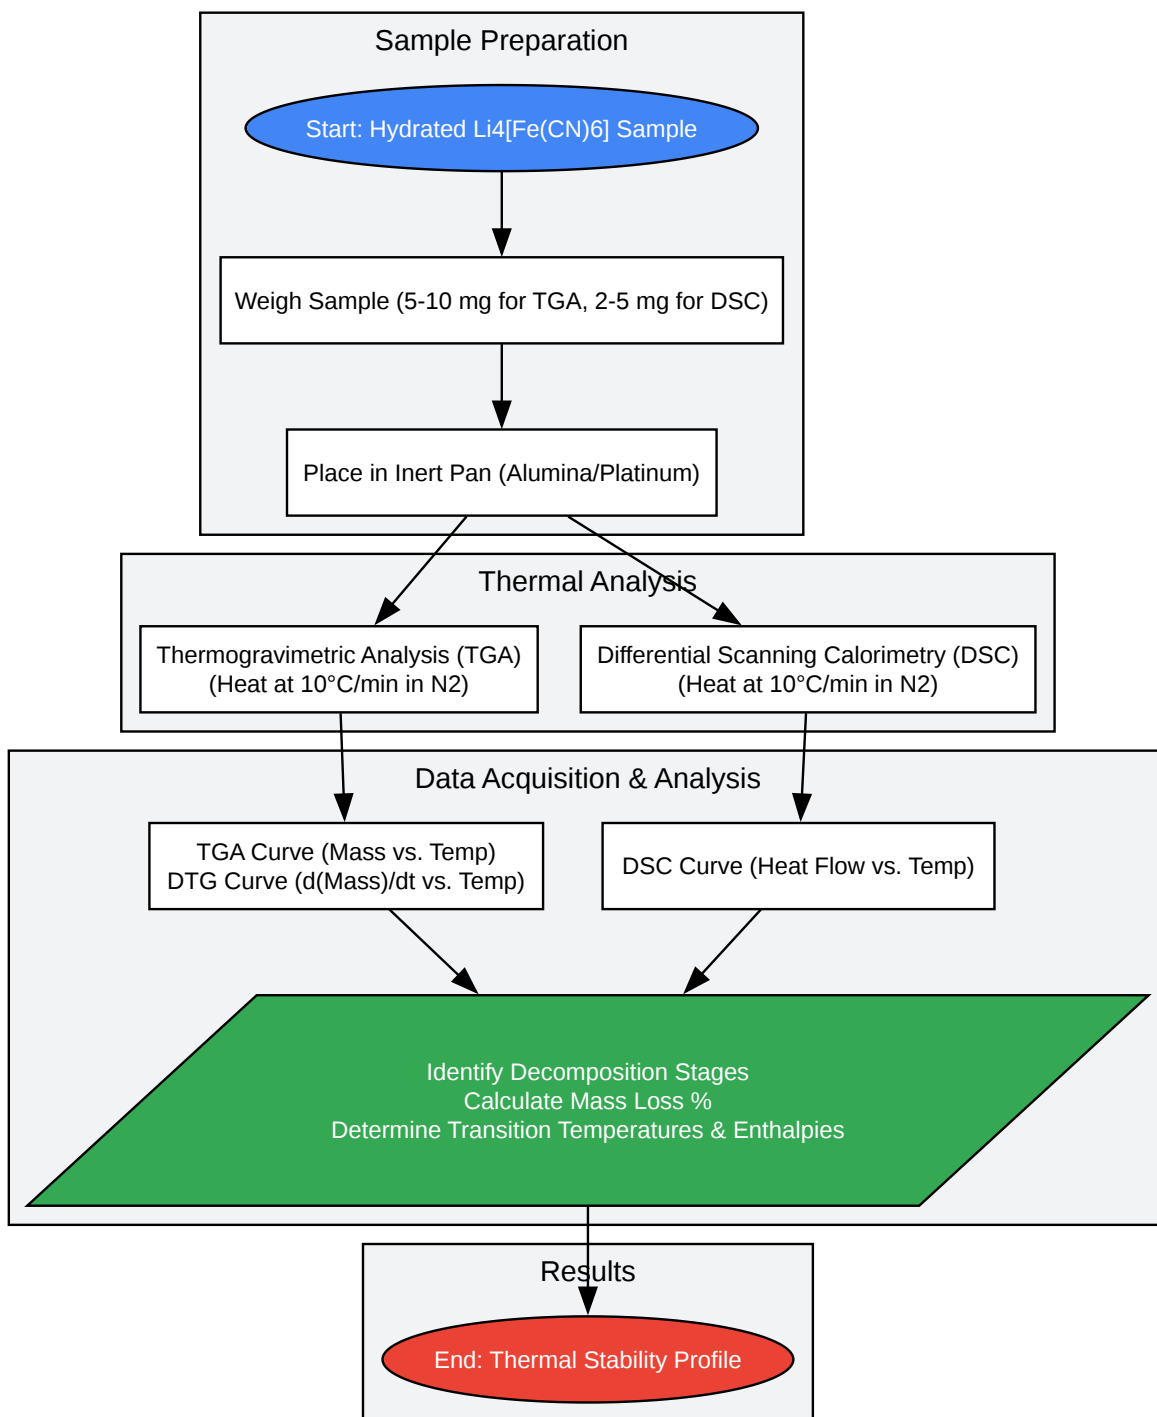 Sample Preparation
Start: Hydrated Li4[Fe(CN)6] Sample
Weigh Sample (5-10 mg for TGA, 2-5 mg for DSC)
Place in Inert Pan (Alumina/Platinum)
Thermal Analysis
Thermogravimetric Analysis (TGA)
(Heat at 10°C/min in N2)
Differential Scanning Calorimetry (DSC)
(Heat at 10°C/min in N2)
Data Acquisition & Analysis
TGA Curve (Mass vs. Temp)
DTG Curve (d(Mass)/dt vs. Temp)
DSC Curve (Heat Flow vs. Temp)
Identify Decomposition Stages
Calculate Mass Loss %
Determine Transition Temperatures & Enthalpies
Results
End: Thermal Stability Profile